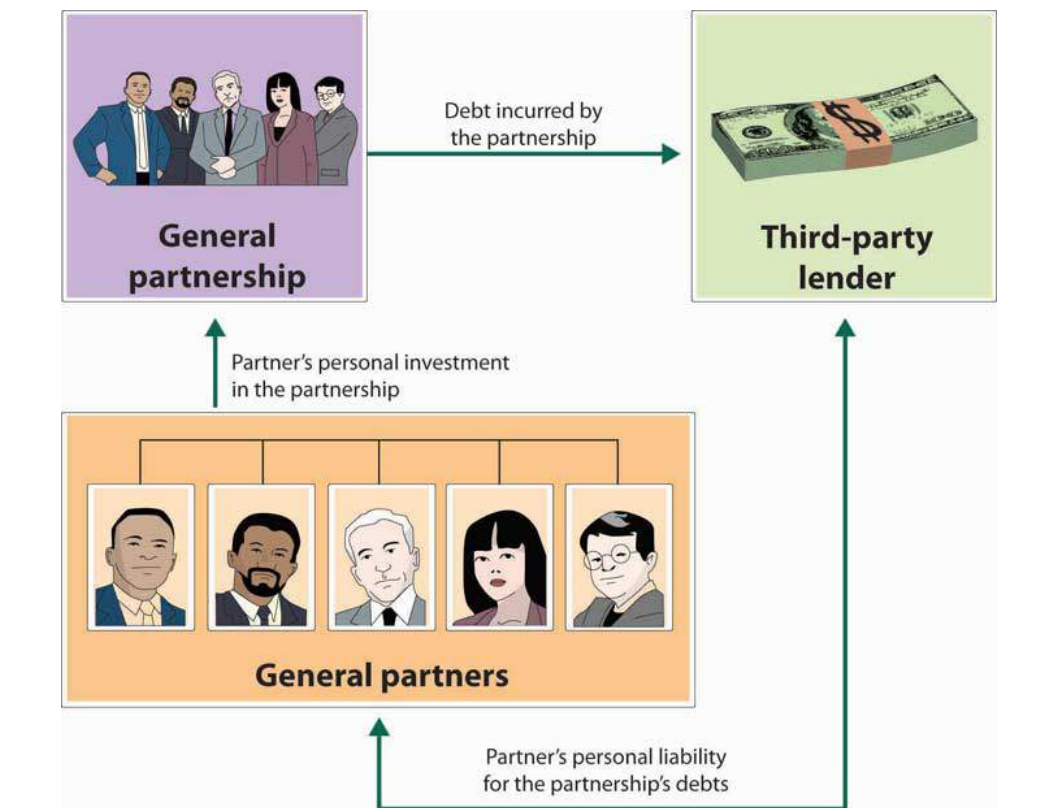 Debt incurred by
the partnership
General
partnership
Third-party
lender
Partner’s personal investment
in the partnership
General partners
Partner’s personal liability
for the partnership’s debts